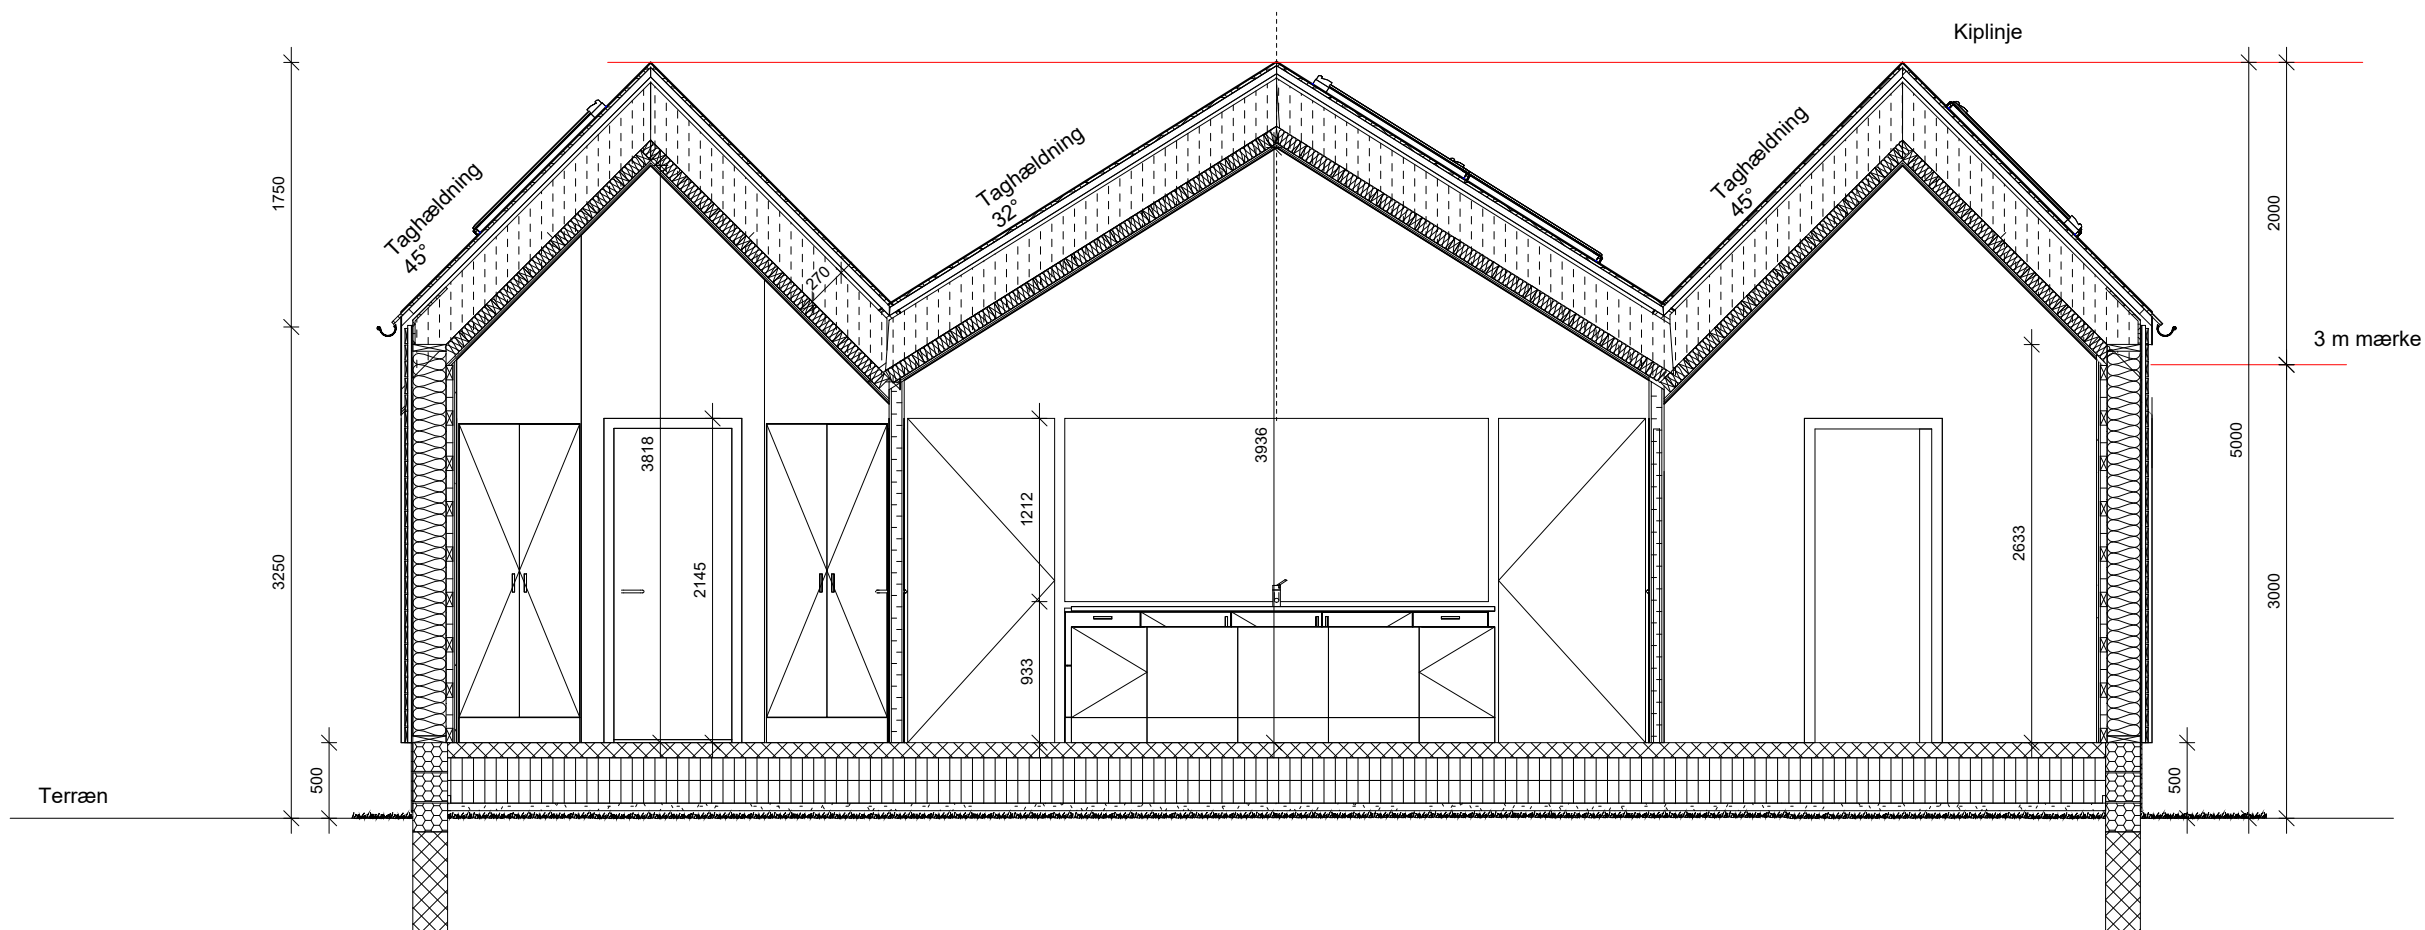 Kiplinje
1750
Taghældning
45°
Taghældning
32°
Taghældning
45°
2000
270
3 m mærke
3818
3936
5000
1212
2145
2633
3250
3000
933
500
500
Terræn